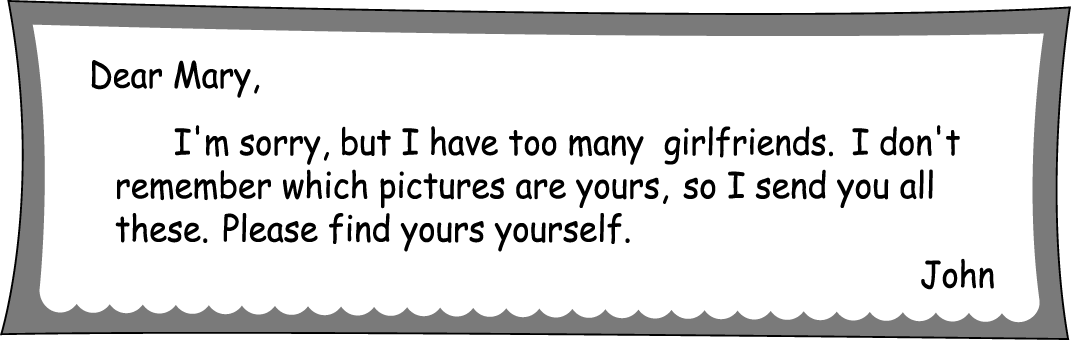 Dear Mary,
I'm sorry, but I have too many girlfriends. I don't
remember which pictures are yours, so I send you all
these. Please find yours yourself.
John